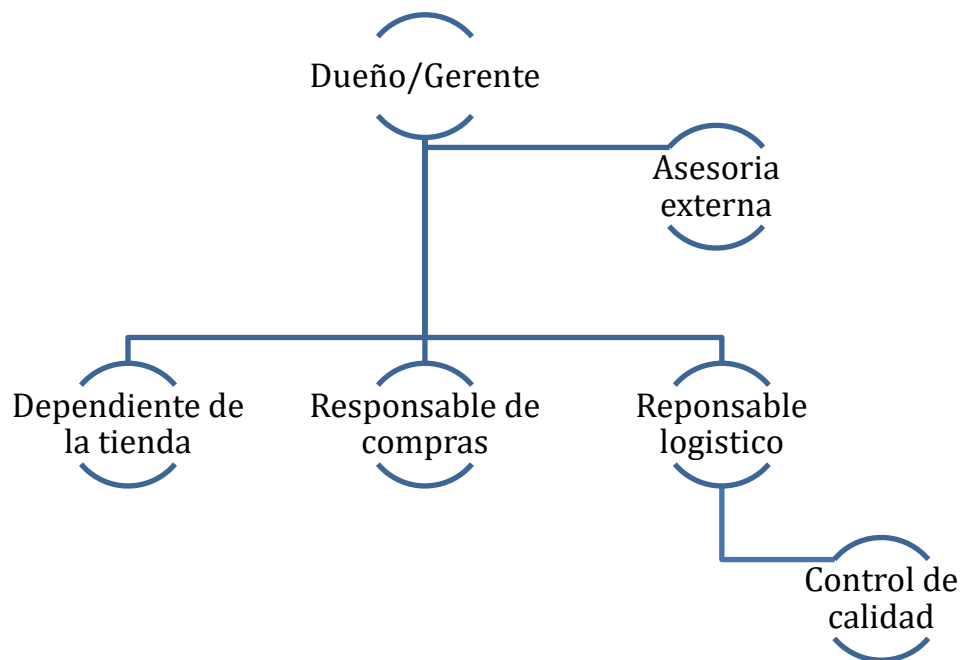 Dueño/Gerente
Asesoria
externa
Dependiente de
la tienda
Responsable de
compras
Reponsable
logistico
Control de
calidad